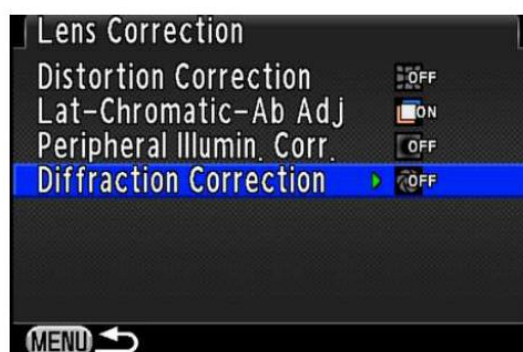 Lens Correction
Distortion Correction OFF
Lat-Chromatic-Ab Adj ON
Peripheral Illumin. Corr. OFF
Diffraction Correction OFF
MENU